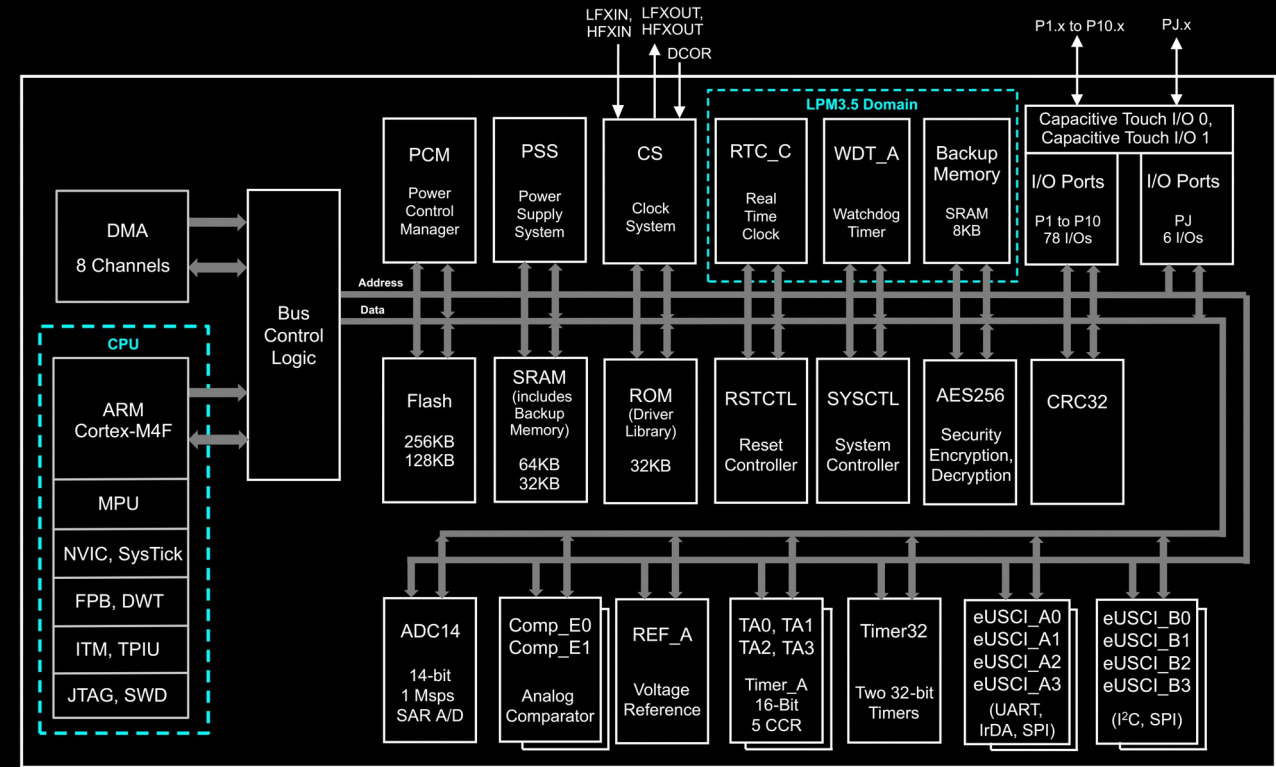 LFXIN,
HFXIN
LFXOUT,
HFXOUT
DCOR
P1.x to P10.x
PJ.x
LPM3.5 Domain
PCM
Power
Control
Manager
PSS
Power
Supply
System
CS
Clock
System
RTC_C
Real
Time
Clock
WDT_A
Watchdog
Timer
Backup
Memory
SRAM
8KB
Capacitive Touch I/O 0,
Capacitive Touch I/O 1
I/O Ports
P1 to P10
78 I/Os
I/O Ports
PJ
6 I/Os
DMA
8 Channels
Bus
Control
Logic
Address
Data
CPU
ARM
Cortex-M4F
MPU
NVIC, SysTick
FPB, DWT
ITM, TPIU
JTAG, SWD
Flash
256KB
128KB
SRAM
(includes
Backup
Memory)
64KB
32KB
ROM
(Driver
Library)
32KB
RSTCTL
Reset
Controller
SYSCTL
System
Controller
AES256
Security
Encryption,
Decryption
CRC32
ADC14
14-bit
1 Msps
SAR A/D
Comp_E0
Comp_E1
Analog
Comparator
REF_A
Voltage
Reference
TA0, TA1
TA2, TA3
Timer_A
16-Bit
5 CCR
Timer32
Two 32-bit
Timers
eUSCI_A0
eUSCI_A1
eUSCI_A2
eUSCI_A3
(UART,
IrDA, SPI)
eUSCI_B0
eUSCI_B1
eUSCI_B2
eUSCI_B3
(I²C, SPI)